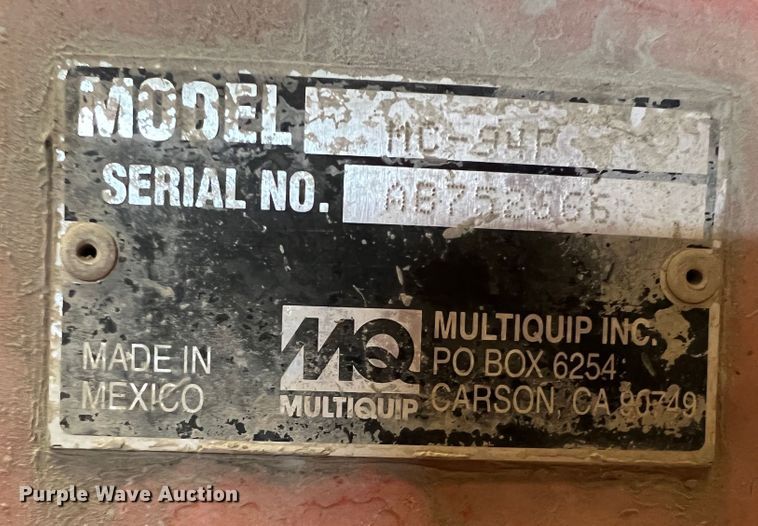 MODEL MC-94P
SERIAL NO.
MADE IN
MEXICO
MQ
MULTIQUIP
MULTIQUIP INC.
PO BOX 6254
CARSON, CA 90749
Purple Wave Auction